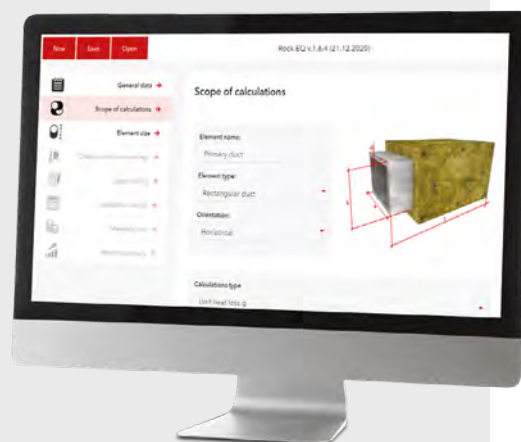 New Save Open
Rock EQ v.1.6.4 (21.12.2020)
General data
Scope of calculations
Element size
Scope of calculations
Element name:
Primary duct
Element type:
Rectangular duct
Orientation:
Horizontal
Calculations type
Unit heat loss q